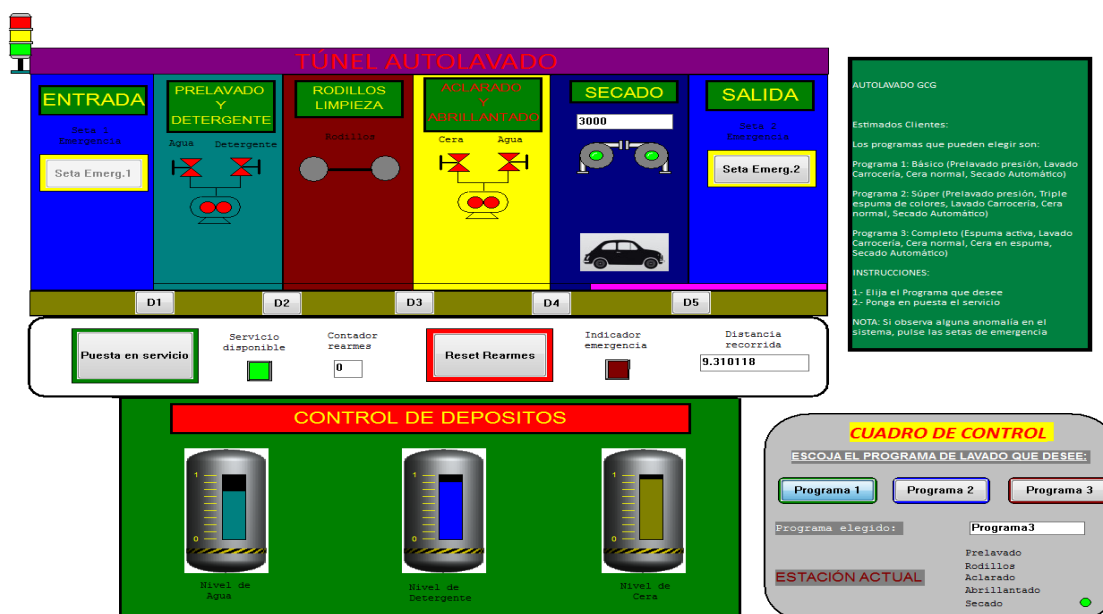 TÚNEL AUTOLAVADO
ENTRADA
Seta 1
Emergencia
Seta Emerg.1
PRELAVADO
Y
DETERGENTE
Agua
Detergente
RODILLOS
LIMPIEZA
Rodillos
ACLARADO
Y
ABRILLANTADO
Cera
Agua
SECADO
3000
SALIDA
Seta 2
Emergencia
Seta Emerg.2
D1
D2
D3
D4
D5
AUTOLAVADO GCG
Estimados Clientes:
Los programas que pueden elegir son:
Programa 1: Básico (Prelavado presión, Lavado
Carrocería, Cera normal, Secado Automático)
Programa 2: Súper (Prelavado presión, Triple
espuma de colores, Lavado Carrocería, Cera
normal, Secado Automático)
Programa 3: Completo (Espuma activa, Lavado
Carrocería, Cera normal, Cera en espuma,
Secado Automático)
INSTRUCCIONES:
1.- Elija el Programa que desee
2.- Ponga en puesta el servicio
NOTA: Si observa alguna anomalía en el
sistema, pulse las setas de emergencia
Puesta en servicio
Servicio
disponible
Contador
rearmes
0
Reset Rearmes
Indicador
emergencia
Distancia
recorrida
9.310118
CONTROL DE DEPOSITOS
1
0
Nivel de
Agua
1
0
Nivel de
Detergente
1
0
Nivel de
Cera
CUADRO DE CONTROL
ESCOJA EL PROGRAMA DE LAVADO QUE DESEE:
Programa 1
Programa 2
Programa 3
Programa elegido:
Programa3
ESTACIÓN ACTUAL
Prelavado
Rodillos
Aclarado
Abrillantado
Secado